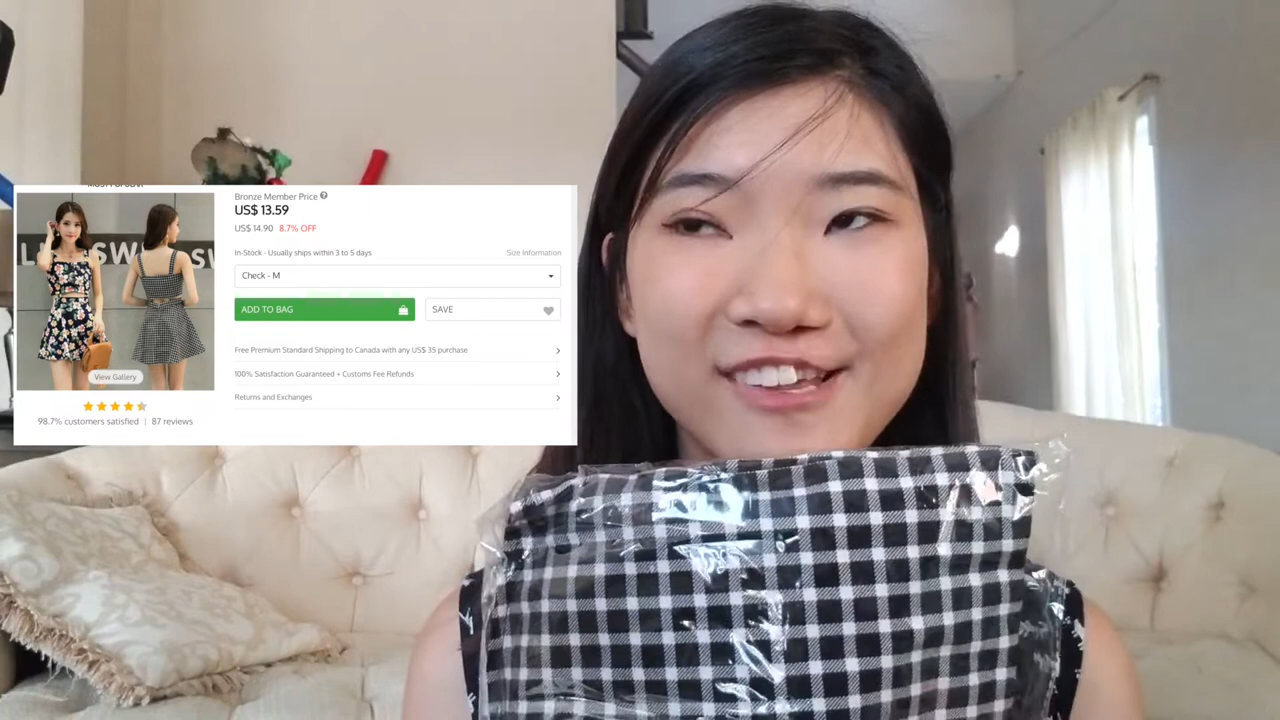 MOST POPULAR
Bronze Member Price
US$ 13.59
US$ 14.90 8.7% OFF
In-Stock - Usually ships within 3 to 5 days
Size Information
Check - M
ADD TO BAG
SAVE
Free Premium Standard Shipping to Canada with any US$ 35 purchase
100% Satisfaction Guaranteed + Customs Fee Refunds
Returns and Exchanges
View Gallery
98.7% customers satisfied | 87 reviews